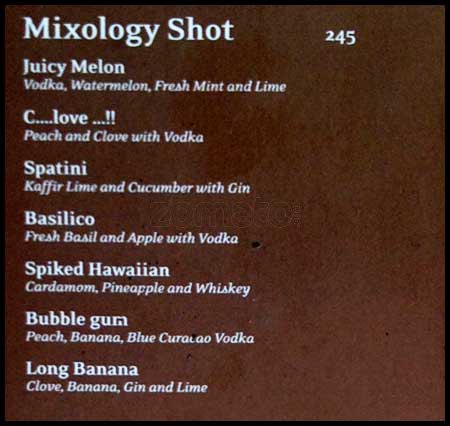 Mixology Shot 245
Juicy Melon
Vodka, Watermelon, Fresh Mint and Lime
C....love ...!!
Peach and Clove with Vodka
Spatini
Kaffir Lime and Cucumber with Gin
Basilico
zomato
Fresh Basil and Apple with Vodka
Spiked Hawaiian
Cardamom, Pineapple and Whiskey
Bubble gum
Peach, Banana, Blue Curacao Vodka
Long Banana
Clove, Banana, Gin and Lime